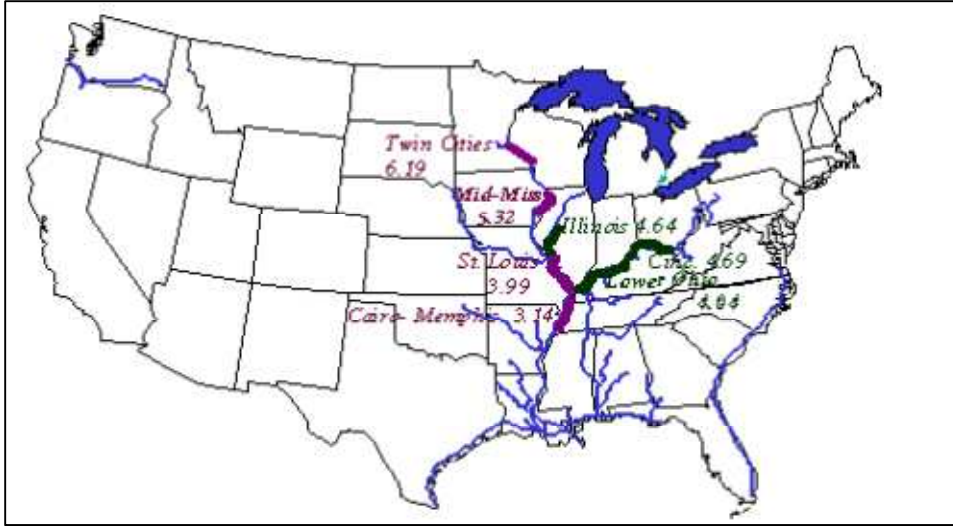 Twin Cities
6.19
Mid-Miss
5.32
Illinois 4.64
St. Louis
3.99
Cinc. 4.69
Lower Ohio
4.04
Cairo- Memphis 3.14